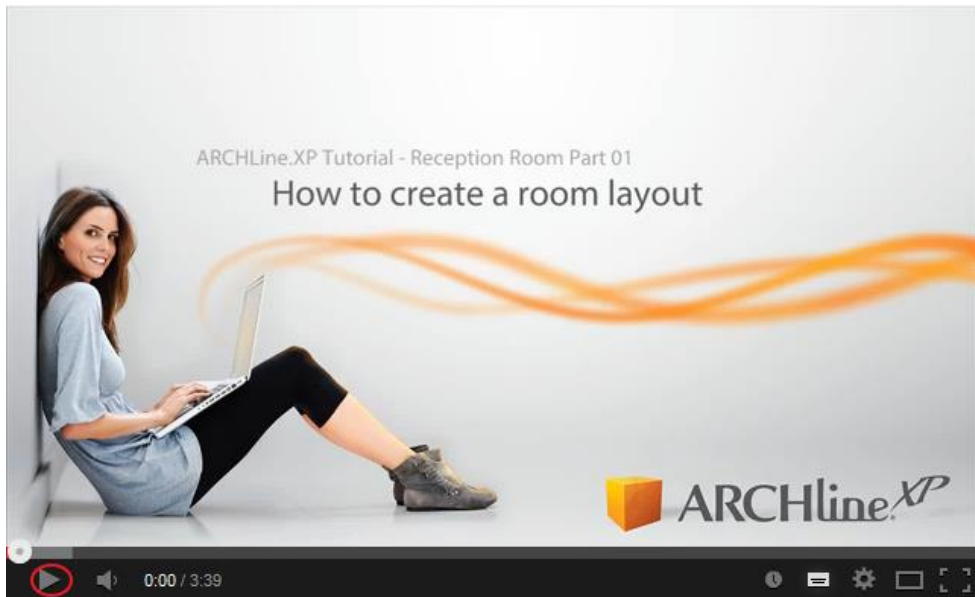 ARCHLine.XP Tutorial - Reception Room Part 01
How to create a room layout
ARCHline.XP
0:00 / 3:39